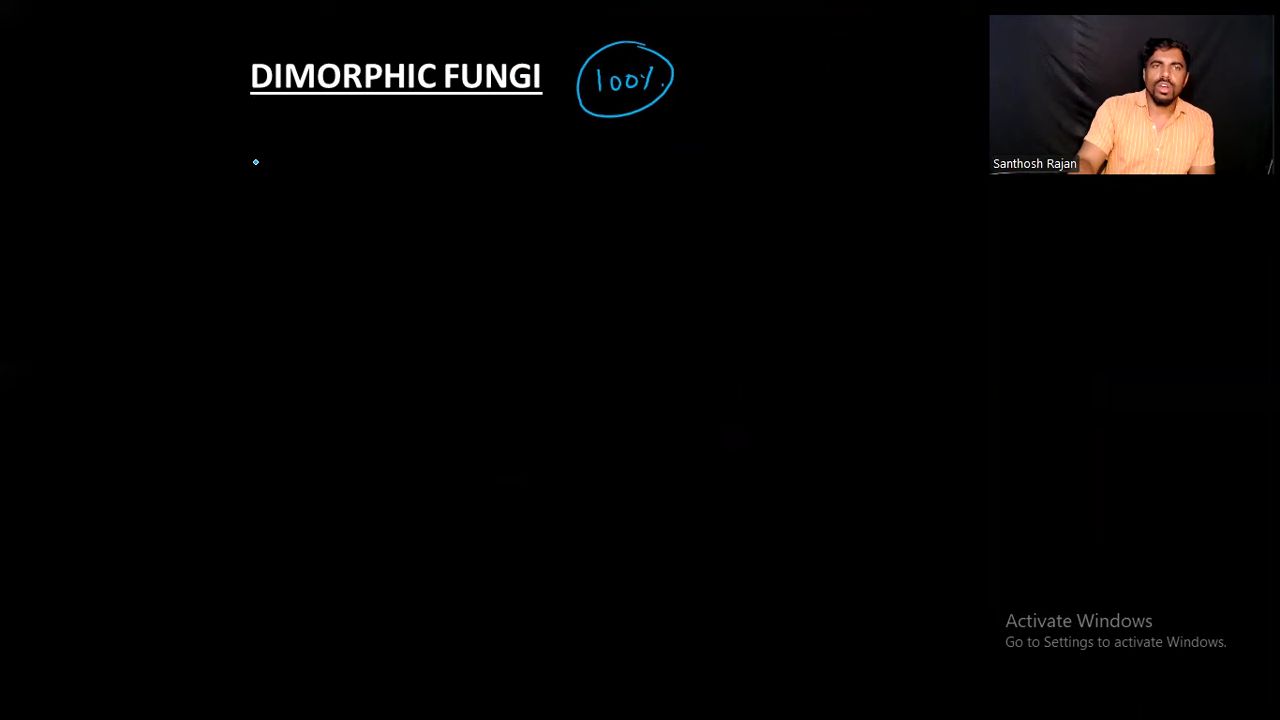 DIMORPHIC FUNGI 100%
Santhosh Rajan
Activate Windows
Go to Settings to activate Windows.